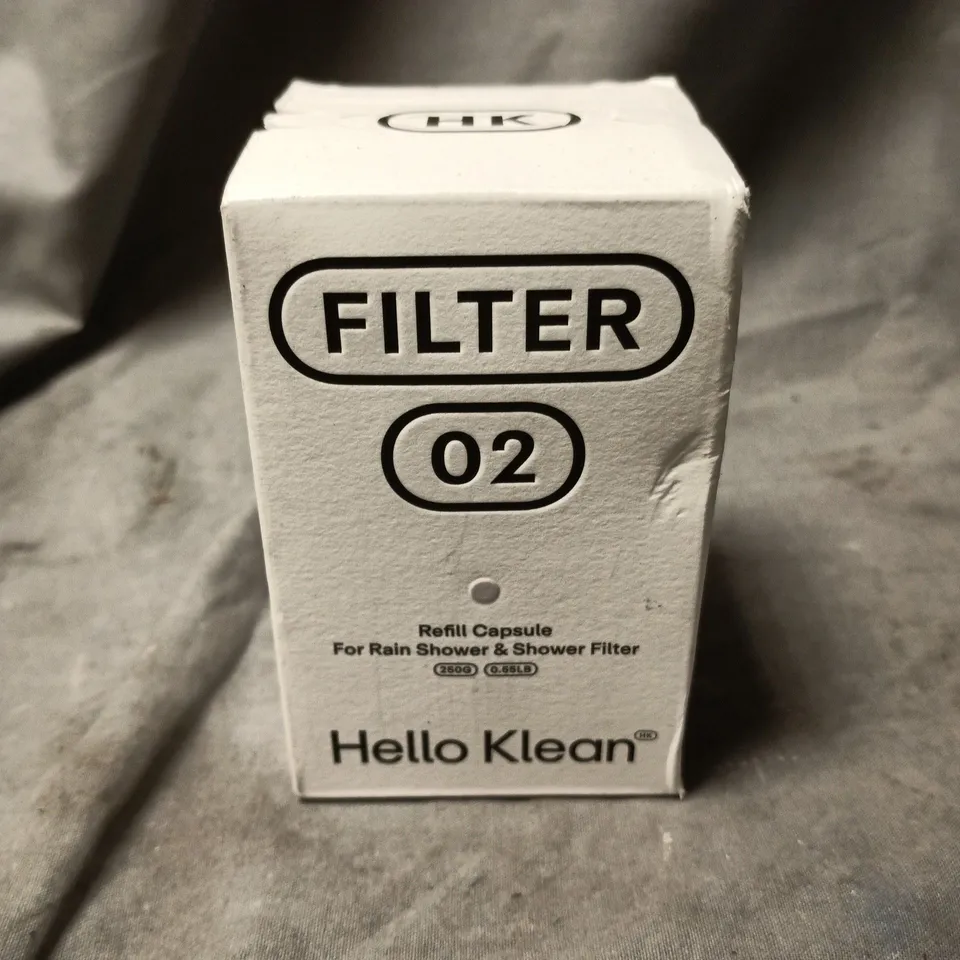 HK
FILTER
02
Refill Capsule
For Rain Shower & Shower Filter
250G 0.55LB
Hello Klean HK